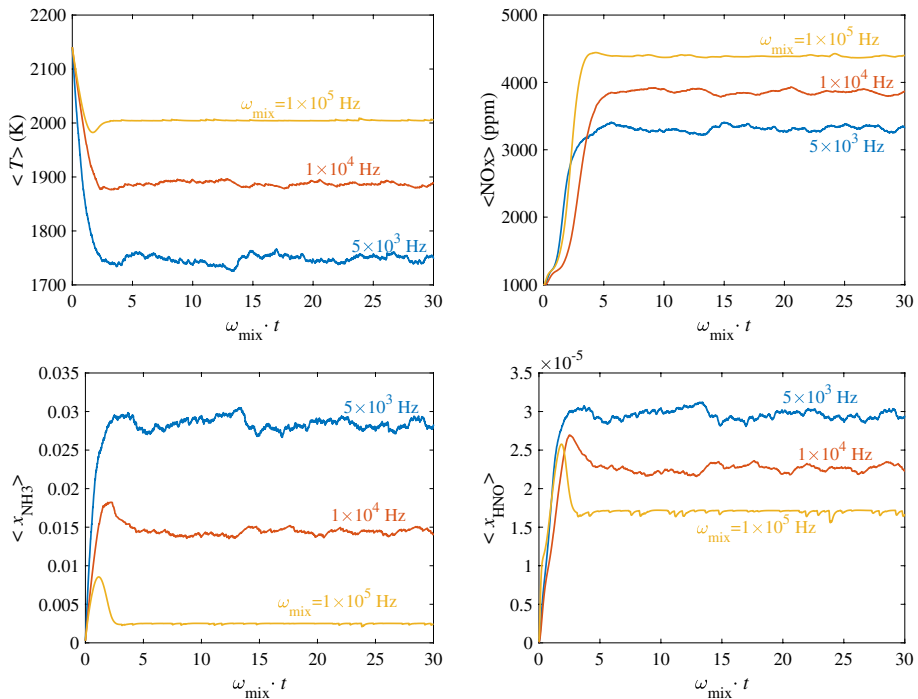 2200
2100
2000
1900
1800
1700
< T> (K)
ω_mix=1×10^5 Hz
1×10^4 Hz
5×10^3 Hz
0 5 10 15 20 25 30
ω_mix · t
5000
4000
3000
2000
1000
<NOx> (ppm)
ω_mix=1×10^5 Hz
1×10^4 Hz
5×10^3 Hz
0 5 10 15 20 25 30
ω_mix · t
0.035
0.03
0.025
0.02
0.015
0.01
0.005
0
< x_NH3>
5×10^3 Hz
1×10^4 Hz
ω_mix=1×10^5 Hz
0 5 10 15 20 25 30
ω_mix · t
×10^-5
3.5
3
2.5
2
1.5
1
0.5
0
< x_HNO>
5×10^3 Hz
1×10^4 Hz
ω_mix=1×10^5 Hz
0 5 10 15 20 25 30
ω_mix · t